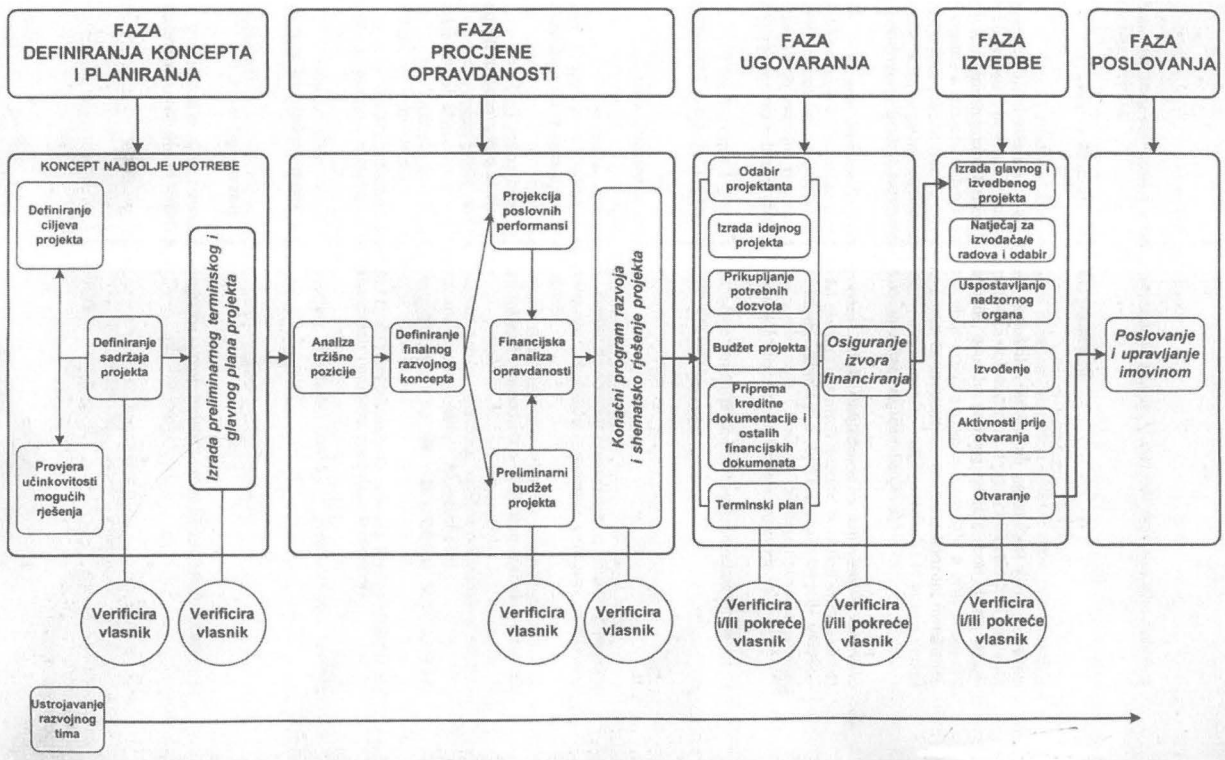 FAZA
DEFINIRANJA KONCEPTA
I PLANIRANJA
FAZA
PROCJENE
OPRAVDANOSTI
FAZA
UGOVARANJA
FAZA
IZVEDBE
FAZA
POSLOVANJA
KONCEPT NAJBOLJE UPOTREBE
Definiranje
ciljeva
projekta
Definiranje
sadržaja
projekta
Provjera
učinkovitosti
mogućih
rješenja
Izrada preliminarnog terminskog i
glavnog plana projekta
Analiza
tržišne
pozicije
Definiranje
finalnog
razvojnog
koncepta
Projekcija
poslovnih
performansi
Financijska
analiza
opravdanosti
Preliminarni
budžet
projekta
Konačni program razvoja
i shematsko rješenje projekta
Odabir
projektanta
Izrada idejnog
projekta
Prikupljanje
potrebnih
dozvola
Budžet projekta
Priprema
kreditne
dokumentacije i
ostalih
financijskih
dokumenata
Terminski plan
Osiguranje
izvora
financiranja
Izrada glavnog i
izvedbenog
projekta
Natječaj za
izvođača/e
radova i odabir
Uspostavljanje
nadzornog
organa
Izvođenje
Aktivnosti prije
otvaranja
Otvaranje
Poslovanje
i upravljanje
imovinom
Verificira
vlasnik
Verificira
vlasnik
Verificira
vlasnik
Verificira
vlasnik
Verificira
i/ili pokreće
vlasnik
Verificira
i/ili pokreće
vlasnik
Verificira
i/ili pokreće
vlasnik
Ustrojavanje
razvojnog
tima